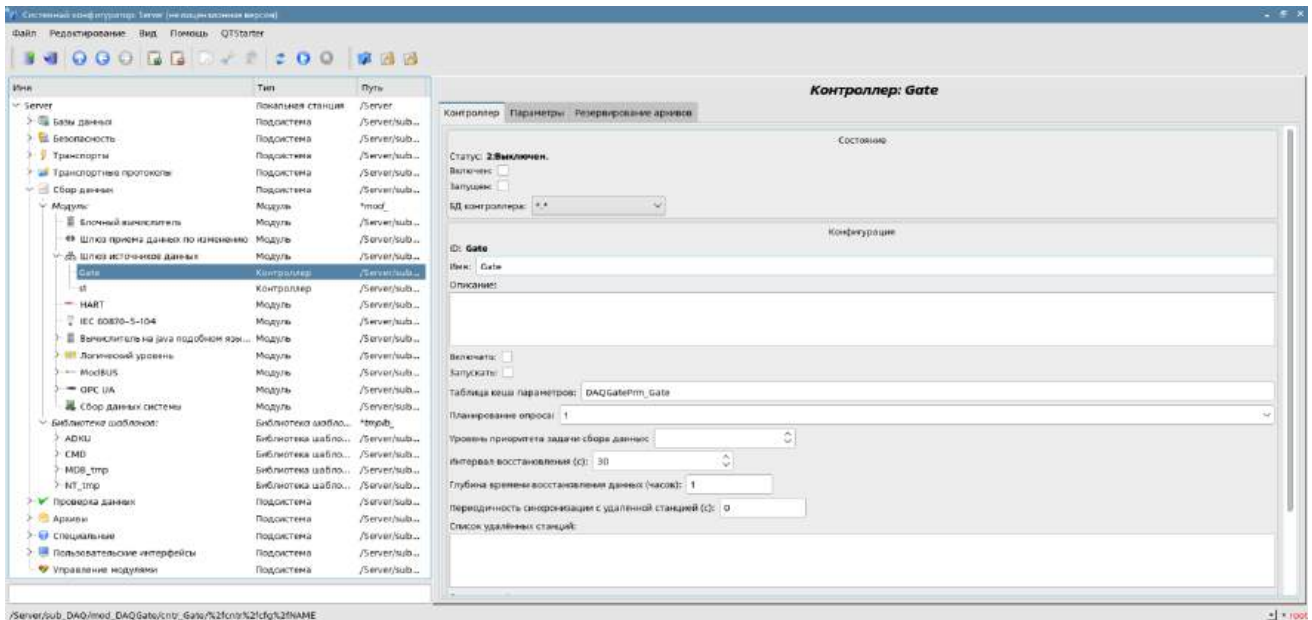 Системный конфигуратор: Server (нелицензионная версия)
Файл Редактирование Вид Помощь QTStarter
Имя Тип Путь
Server Локальная станция /Server
Базы данных Подсистема /Server/sub...
Безопасность Подсистема /Server/sub...
Транспорты Подсистема /Server/sub...
Транспортные протоколы Подсистема /Server/sub...
Сбор данных Подсистема /Server/sub...
Модуль: Модуль *mod_
Блочный вычислитель Модуль /Server/sub...
Шлюз приема данных по изменению Модуль /Server/sub...
Шлюз источников данных Модуль /Server/sub...
Gate Контроллер /Server/sub...
st Контроллер /Server/sub...
HART Модуль /Server/sub...
IEC 60870-5-104 Модуль /Server/sub...
Вычислитель на java подобном язы... Модуль /Server/sub...
Логический уровень Модуль /Server/sub...
ModBUS Модуль /Server/sub...
OPC UA Модуль /Server/sub...
Сбор данных системы Модуль /Server/sub...
Библиотека шаблонов: Библиотека шабло... *tmplb_
ADKU Библиотека шабло... /Server/sub...
CMD Библиотека шабло... /Server/sub...
MDB_tmp Библиотека шабло... /Server/sub...
NT_tmp Библиотека шабло... /Server/sub...
Проверка данных Подсистема /Server/sub...
Архивы Подсистема /Server/sub...
Специальные Подсистема /Server/sub...
Пользовательские интерфейсы Подсистема /Server/sub...
Управление модулями Подсистема /Server/sub...
Контроллер: Gate
Контроллер Параметры Резервирование архивов
Состояние
Статус: 2:Выключен.
Включен:
Запущен:
БД контроллера: *.*
Конфигурация
ID: Gate
Имя: Gate
Описание:
Включать:
Запускать:
Таблица кеша параметров: DAQGatePrm_Gate
Планирование опроса: 1
Уровень приоритета задачи сбора данных:
Интервал восстановления (с): 30
Глубина времени восстановления данных (часов): 1
Периодичность синхронизации с удалённой станцией (с): 0
Список удалённых станций:
/Server/sub_DAQ/mod_DAQGate/cntr_Gate/%2fcntr%2fcfg%2fNAME
root